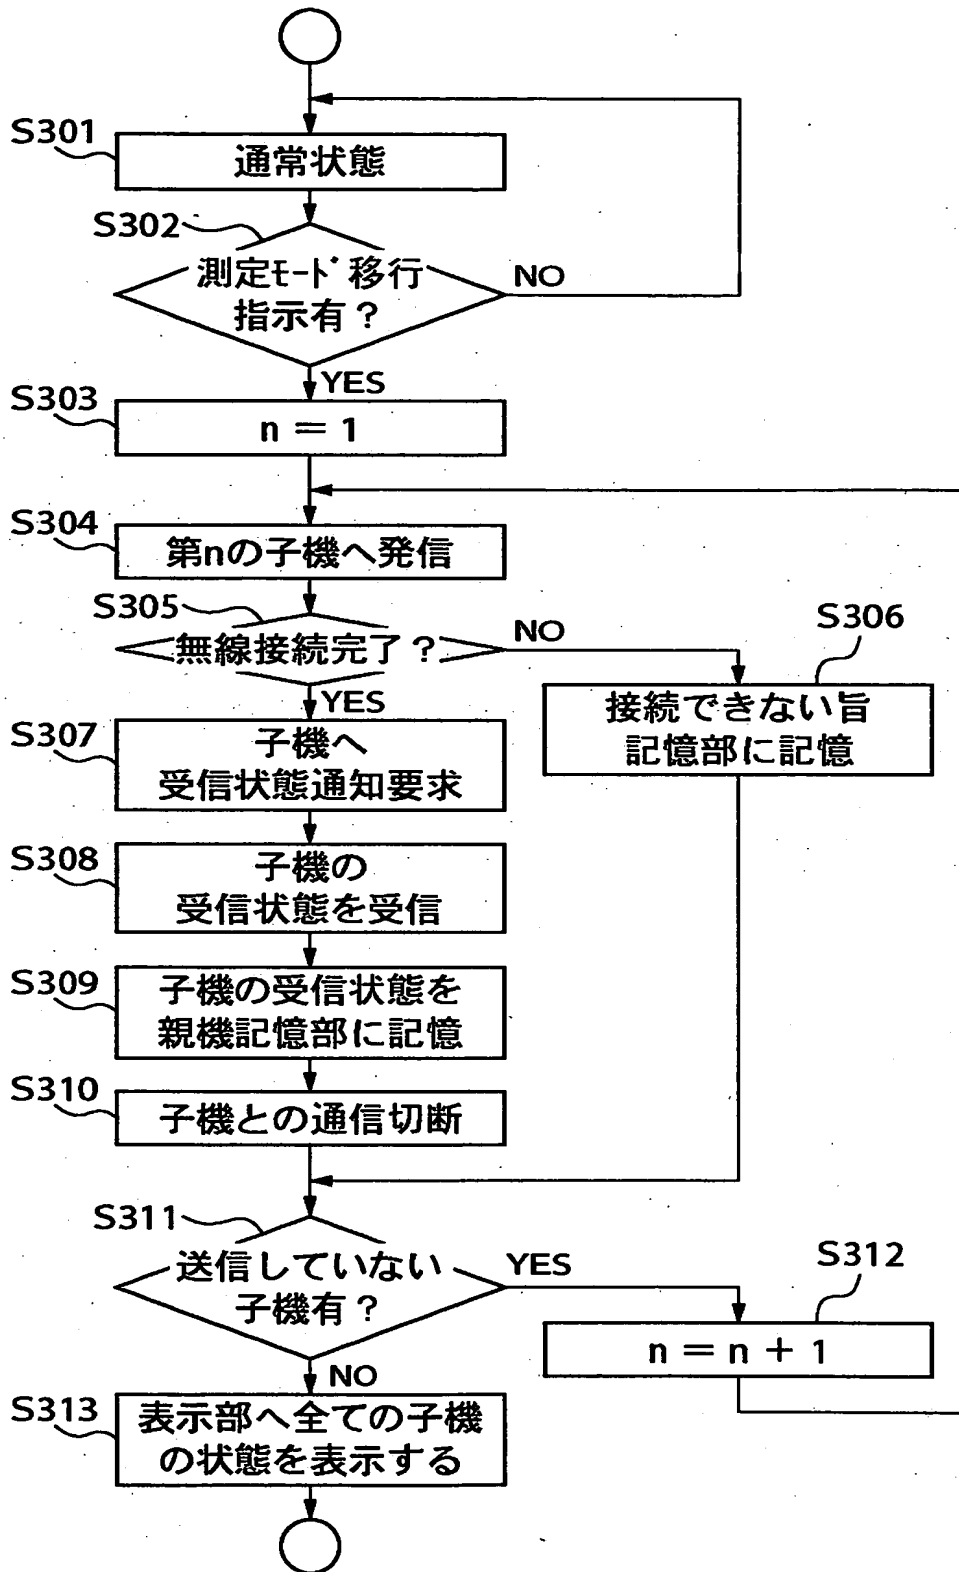 S301
通常状態
S302
測定ﾓｰﾄﾞ移行
指示有？
NO
YES
S303
n = 1
S304
第nの子機へ発信
S305
無線接続完了？
NO
YES
S306
接続できない旨
記憶部に記憶
S307
子機へ
受信状態通知要求
S308
子機の
受信状態を受信
S309
子機の受信状態を
親機記憶部に記憶
S310
子機との通信切断
S311
送信していない
子機有？
YES
NO
S312
n = n + 1
S313
表示部へ全ての子機
の状態を表示する